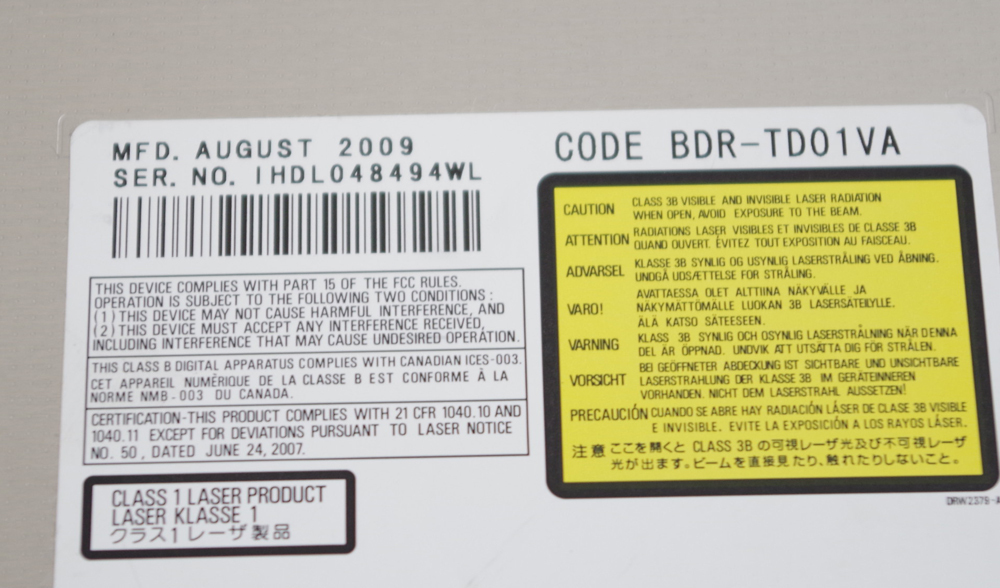 MFD. AUGUST 2009
SER. NO. IHDL048494WL
THIS DEVICE COMPLIES WITH PART 15 OF THE FCC RULES.
OPERATION IS SUBJECT TO THE FOLLOWING TWO CONDITIONS :
(1) THIS DEVICE MAY NOT CAUSE HARMFUL INTERFERENCE, AND
(2) THIS DEVICE MUST ACCEPT ANY INTERFERENCE RECEIVED,
INCLUDING INTERFERENCE THAT MAY CAUSE UNDESIRED OPERATION.
THIS CLASS B DIGITAL APPARATUS COMPLIES WITH CANADIAN ICES-003.
CET APPAREIL NUMÉRIQUE DE LA CLASSE B EST CONFORME À LA
NORME NMB-003 DU CANADA.
CERTIFICATION-THIS PRODUCT COMPLIES WITH 21 CFR 1040.10 AND
1040.11 EXCEPT FOR DEVIATIONS PURSUANT TO LASER NOTICE
NO. 50, DATED JUNE 24, 2007.
CLASS 1 LASER PRODUCT
LASER KLASSE 1
クラス1 レーザ製品
CODE BDR-TD01VA
CAUTION CLASS 3B VISIBLE AND INVISIBLE LASER RADIATION
WHEN OPEN, AVOID EXPOSURE TO THE BEAM.
ATTENTION RADIATIONS LASER VISIBLES ET INVISIBLES DE CLASSE 3B
QUAND OUVERT. ÉVITEZ TOUT EXPOSITION AU FAISCEAU.
ADVARSEL KLASSE 3B SYNLIG OG USYNLIG LASERSTRÅLING VED ÅBNING.
UNDGÅ UDSÆTTELSE FOR STRÅLING.
VARO! AVATTAESSA OLET ALTTIINA NÄKYVÄLLE JA
NÄKYMÄTTÖMÄLLE LUOKAN 3B LASERSÄTEILYLLE.
ÄLÄ KATSO SÄTEESEEN.
VARNING KLASS 3B SYNLIG OCH OSYNLIG LASERSTRÅLNING NÄR DENNA
DEL ÄR ÖPPNAD. UNDVIK ATT UTSÄTTA DIG FÖR STRÅLEN.
VORSICHT BEI GEÖFFNETER ABDECKUNG IST SICHTBARE UND UNSICHTBARE
LASERSTRAHLUNG DER KLASSE 3B IM GERÄTEINNEREN
VORHANDEN. NICHT DEM LASERSTRAHL AUSSETZEN!
PRECAUCIÓN CUANDO SE ABRE HAY RADIACIÓN LÁSER DE CLASE 3B VISIBLE
E INVISIBLE. EVITE LA EXPOSICIÓN A LOS RAYOS LÁSER.
注意 ここを開くと CLASS 3B の可視レーザ光及び不可視レーザ
光が出ます。ビームを直接見たり、触れたりしないこと。
DRW2379-A